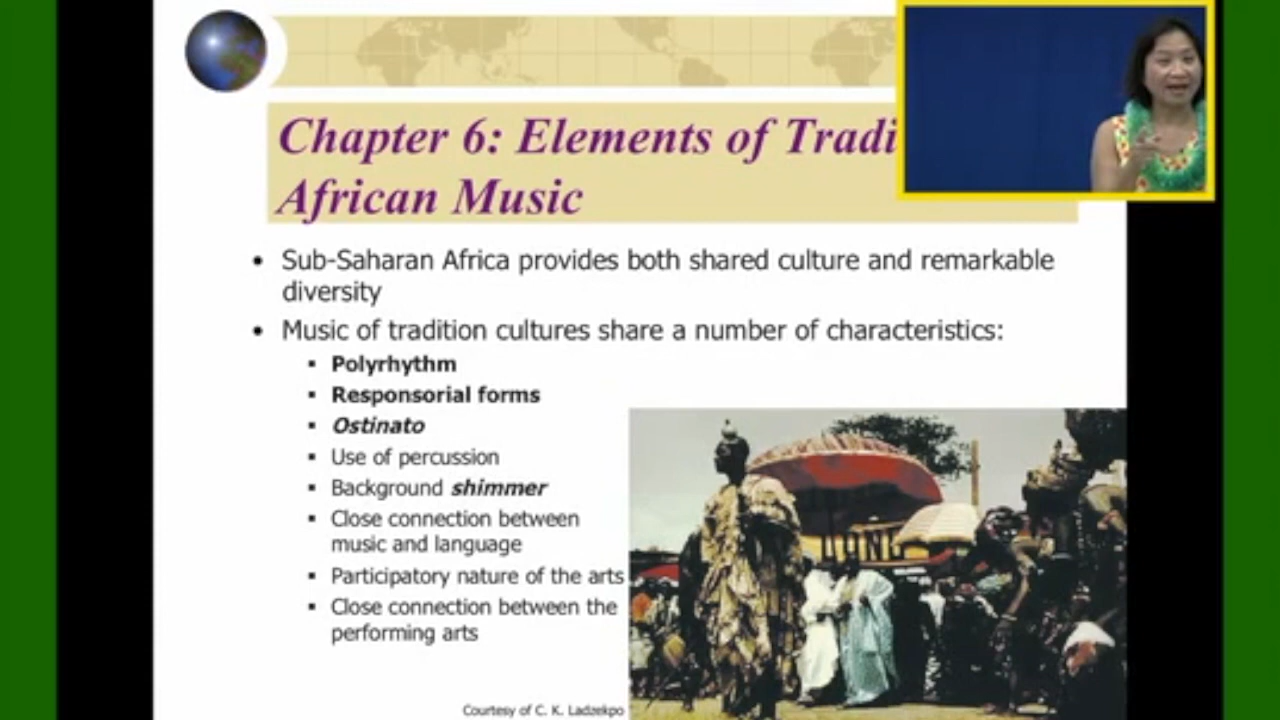 Chapter 6: Elements of Tradi
African Music
• Sub-Saharan Africa provides both shared culture and remarkable
diversity
• Music of tradition cultures share a number of characteristics:
▪ Polyrhythm
▪ Responsorial forms
▪ Ostinato
▪ Use of percussion
▪ Background shimmer
▪ Close connection between
music and language
▪ Participatory nature of the arts
▪ Close connection between the
performing arts
Courtesy of C. K. Ladzekpo